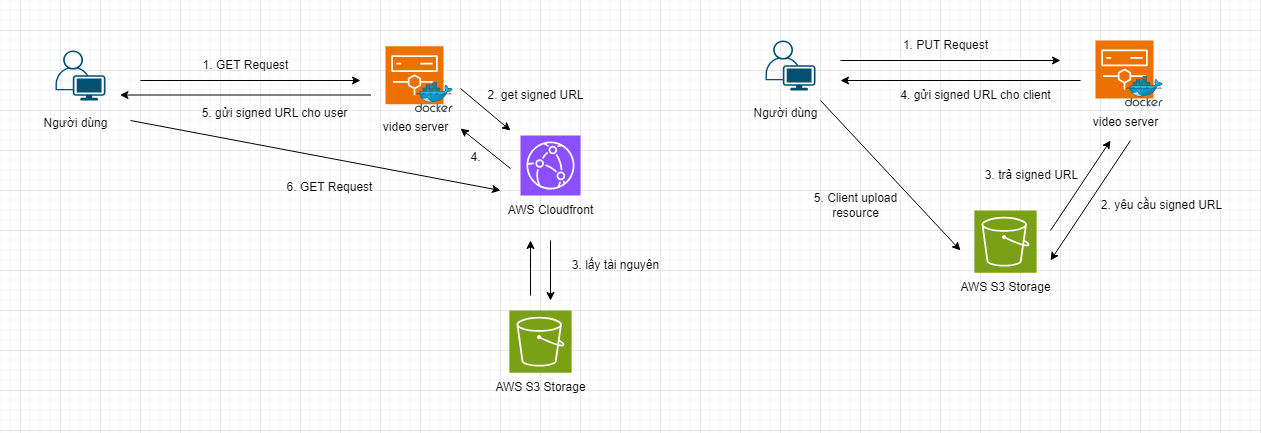 1. GET Request
5. gửi signed URL cho user
Người dùng
docker
video server
2. get signed URL
4.
AWS Cloudfront
6. GET Request
3. lấy tài nguyên
AWS S3 Storage
1. PUT Request
4. gửi signed URL cho client
Người dùng
docker
video server
3. trả signed URL
2. yêu cầu signed URL
5. Client upload
resource
AWS S3 Storage